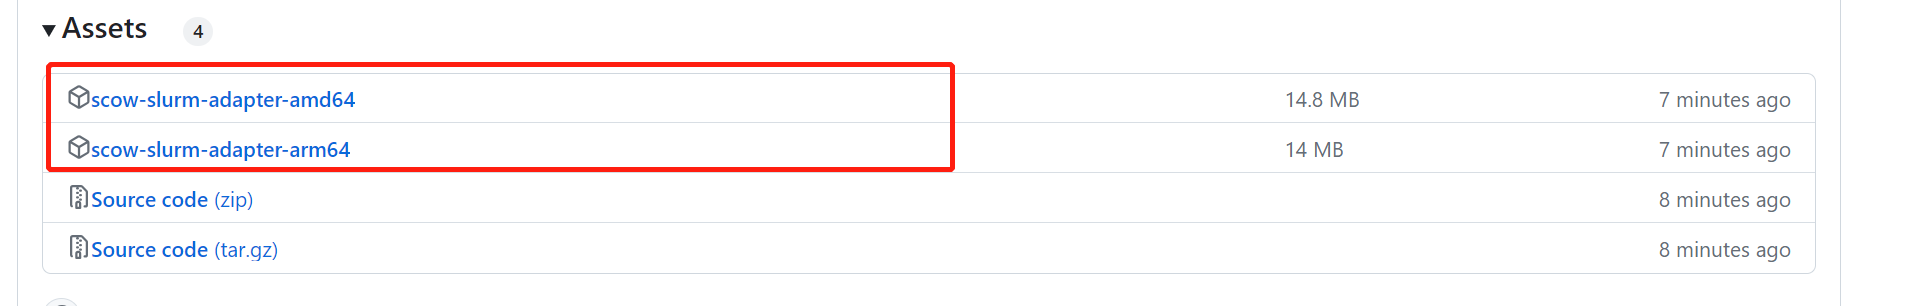 Assets 4
scow-slurm-adapter-amd64 14.8 MB 7 minutes ago
scow-slurm-adapter-arm64 14 MB 7 minutes ago
Source code (zip) 8 minutes ago
Source code (tar.gz) 8 minutes ago